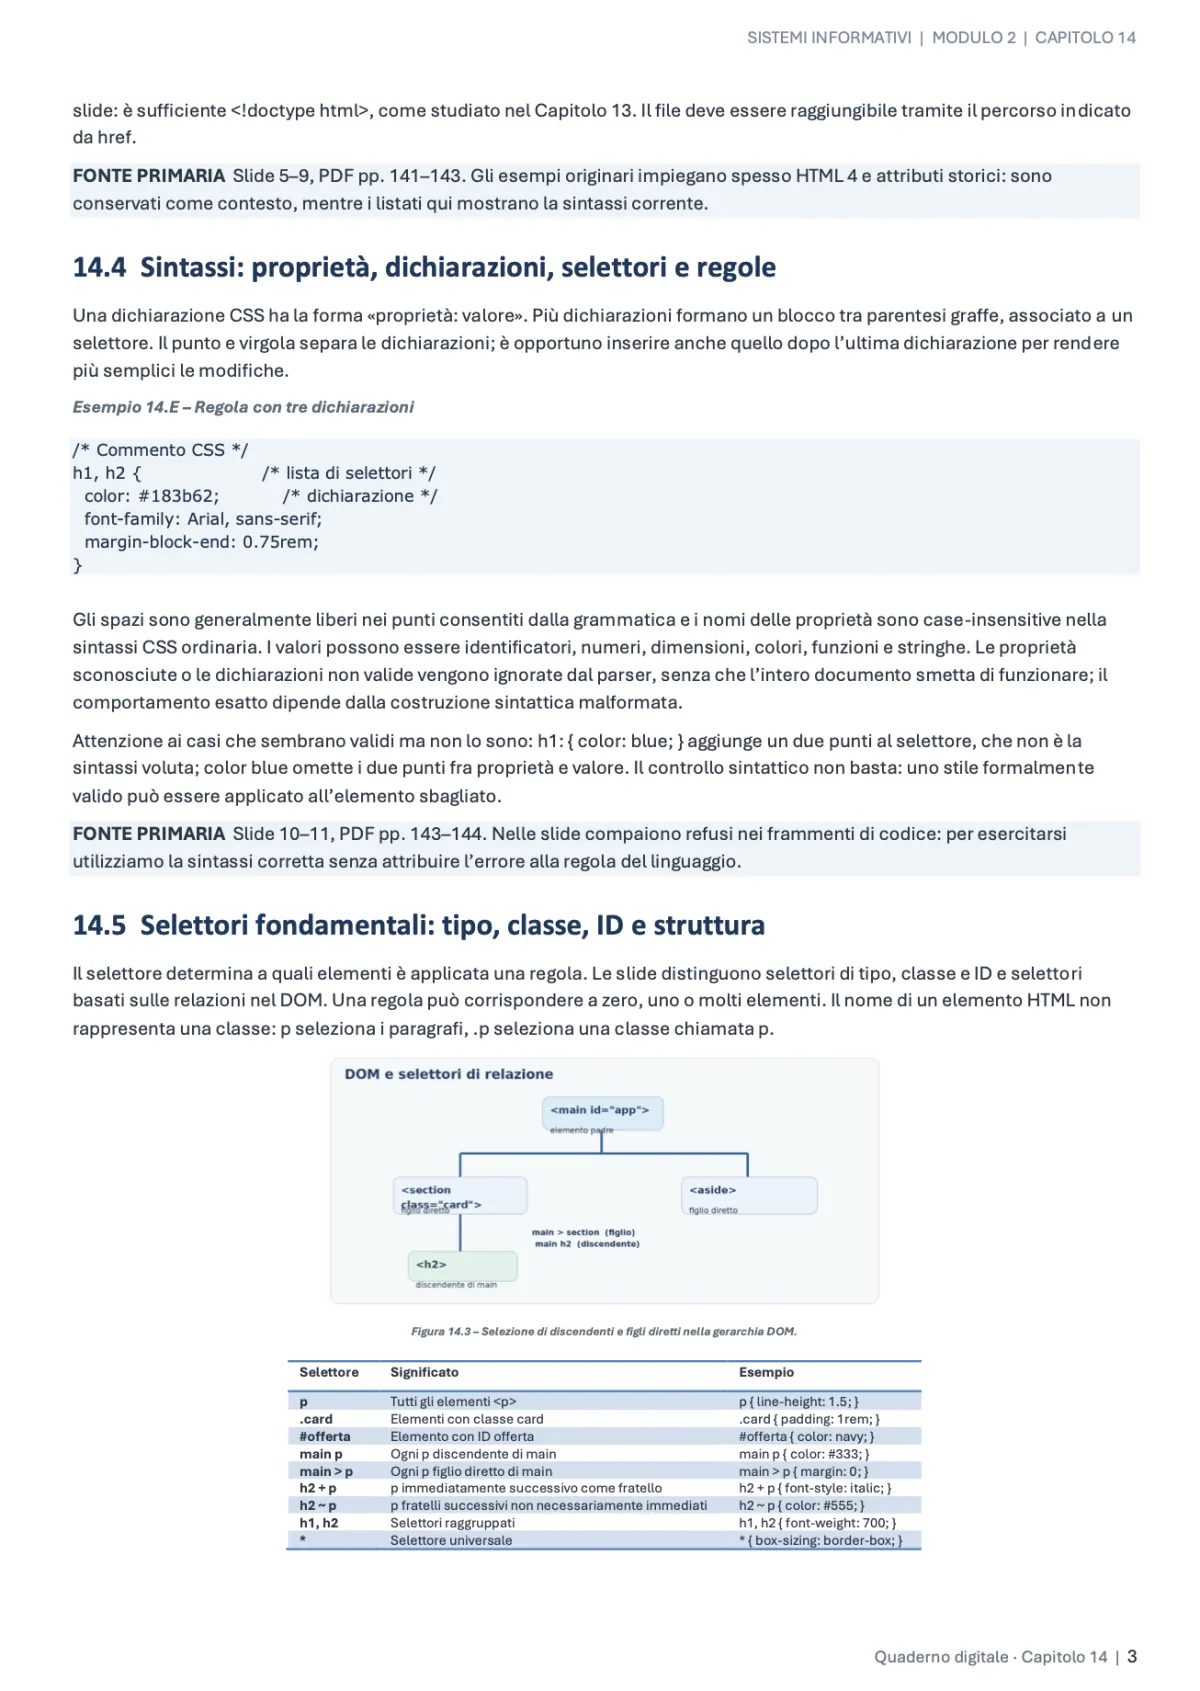 SISTEMI INFORMATIVI | MODULO 2 | CAPITOLO 14
slide: è sufficiente <!doctype html>, come studiato nel Capitolo 13. Il file deve essere raggiungibile tramite il percorso indicato
da href.
FONTE PRIMARIA Slide 5–9, PDF pp. 141–143. Gli esempi originari impiegano spesso HTML 4 e attributi storici: sono
conservati come contesto, mentre i listati qui mostrano la sintassi corrente.
14.4 Sintassi: proprietà, dichiarazioni, selettori e regole
Una dichiarazione CSS ha la forma «proprietà: valore». Più dichiarazioni formano un blocco tra parentesi graffe, associato a un
selettore. Il punto e virgola separa le dichiarazioni; è opportuno inserire anche quello dopo l’ultima dichiarazione per rendere
più semplici le modifiche.
Esempio 14.E – Regola con tre dichiarazioni
/* Commento CSS */
h1, h2 { /* lista di selettori */
color: #183b62; /* dichiarazione */
font-family: Arial, sans-serif;
margin-block-end: 0.75rem;
}
Gli spazi sono generalmente liberi nei punti consentiti dalla grammatica e i nomi delle proprietà sono case-insensitive nella
sintassi CSS ordinaria. I valori possono essere identificatori, numeri, dimensioni, colori, funzioni e stringhe. Le proprietà
sconosciute o le dichiarazioni non valide vengono ignorate dal parser, senza che l’intero documento smetta di funzionare; il
comportamento esatto dipende dalla costruzione sintattica malformata.
Attenzione ai casi che sembrano validi ma non lo sono: h1: { color: blue; } aggiunge un due punti al selettore, che non è la
sintassi voluta; color blue omette i due punti fra proprietà e valore. Il controllo sintattico non basta: uno stile formalmente
valido può essere applicato all’elemento sbagliato.
FONTE PRIMARIA Slide 10–11, PDF pp. 143–144. Nelle slide compaiono refusi nei frammenti di codice: per esercitarsi
utilizziamo la sintassi corretta senza attribuire l’errore alla regola del linguaggio.
14.5 Selettori fondamentali: tipo, classe, ID e struttura
Il selettore determina a quali elementi è applicata una regola. Le slide distinguono selettori di tipo, classe e ID e selettori
basati sulle relazioni nel DOM. Una regola può corrispondere a zero, uno o molti elementi. Il nome di un elemento HTML non
rappresenta una classe: p seleziona i paragrafi, .p seleziona una classe chiamata p.
DOM e selettori di relazione
<main id="app">
elemento padre
<section
class="card">
figlio diretto
<aside>
figlio diretto
main > section (figlio)
main h2 (discendente)
<h2>
discendente di main
Figura 14.3 – Selezione di discendenti e figli diretti nella gerarchia DOM.
Selettore Significato Esempio
p Tutti gli elementi <p> p { line-height: 1.5; }
.card Elementi con classe card .card { padding: 1rem; }
#offerta Elemento con ID offerta #offerta { color: navy; }
main p Ogni p discendente di main main p { color: #333; }
main > p Ogni p figlio diretto di main main > p { margin: 0; }
h2 + p p immediatamente successivo come fratello h2 + p { font-style: italic; }
h2 ~ p p fratelli successivi non necessariamente immediati h2 ~ p { color: #555; }
h1, h2 Selettori raggruppati h1, h2 { font-weight: 700; }
* Selettore universale * { box-sizing: border-box; }
Quaderno digitale · Capitolo 14 | 3